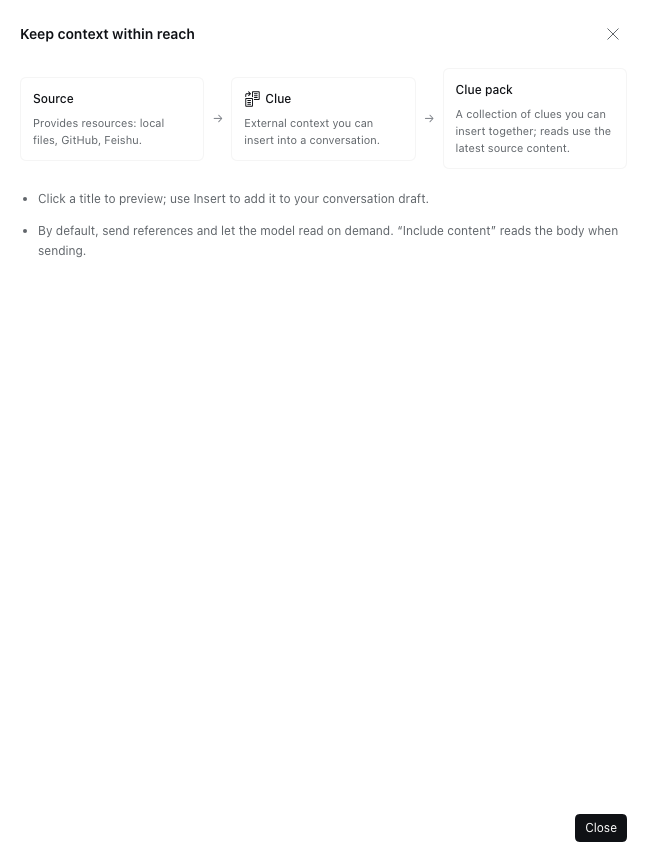 Keep context within reach
Source
Provides resources: local
files, GitHub, Feishu.
→
Clue
External context you can
insert into a conversation.
→
Clue pack
A collection of clues you can
insert together; reads use the
latest source content.
• Click a title to preview; use Insert to add it to your conversation draft.
• By default, send references and let the model read on demand. “Include content” reads the body when
sending.
Close